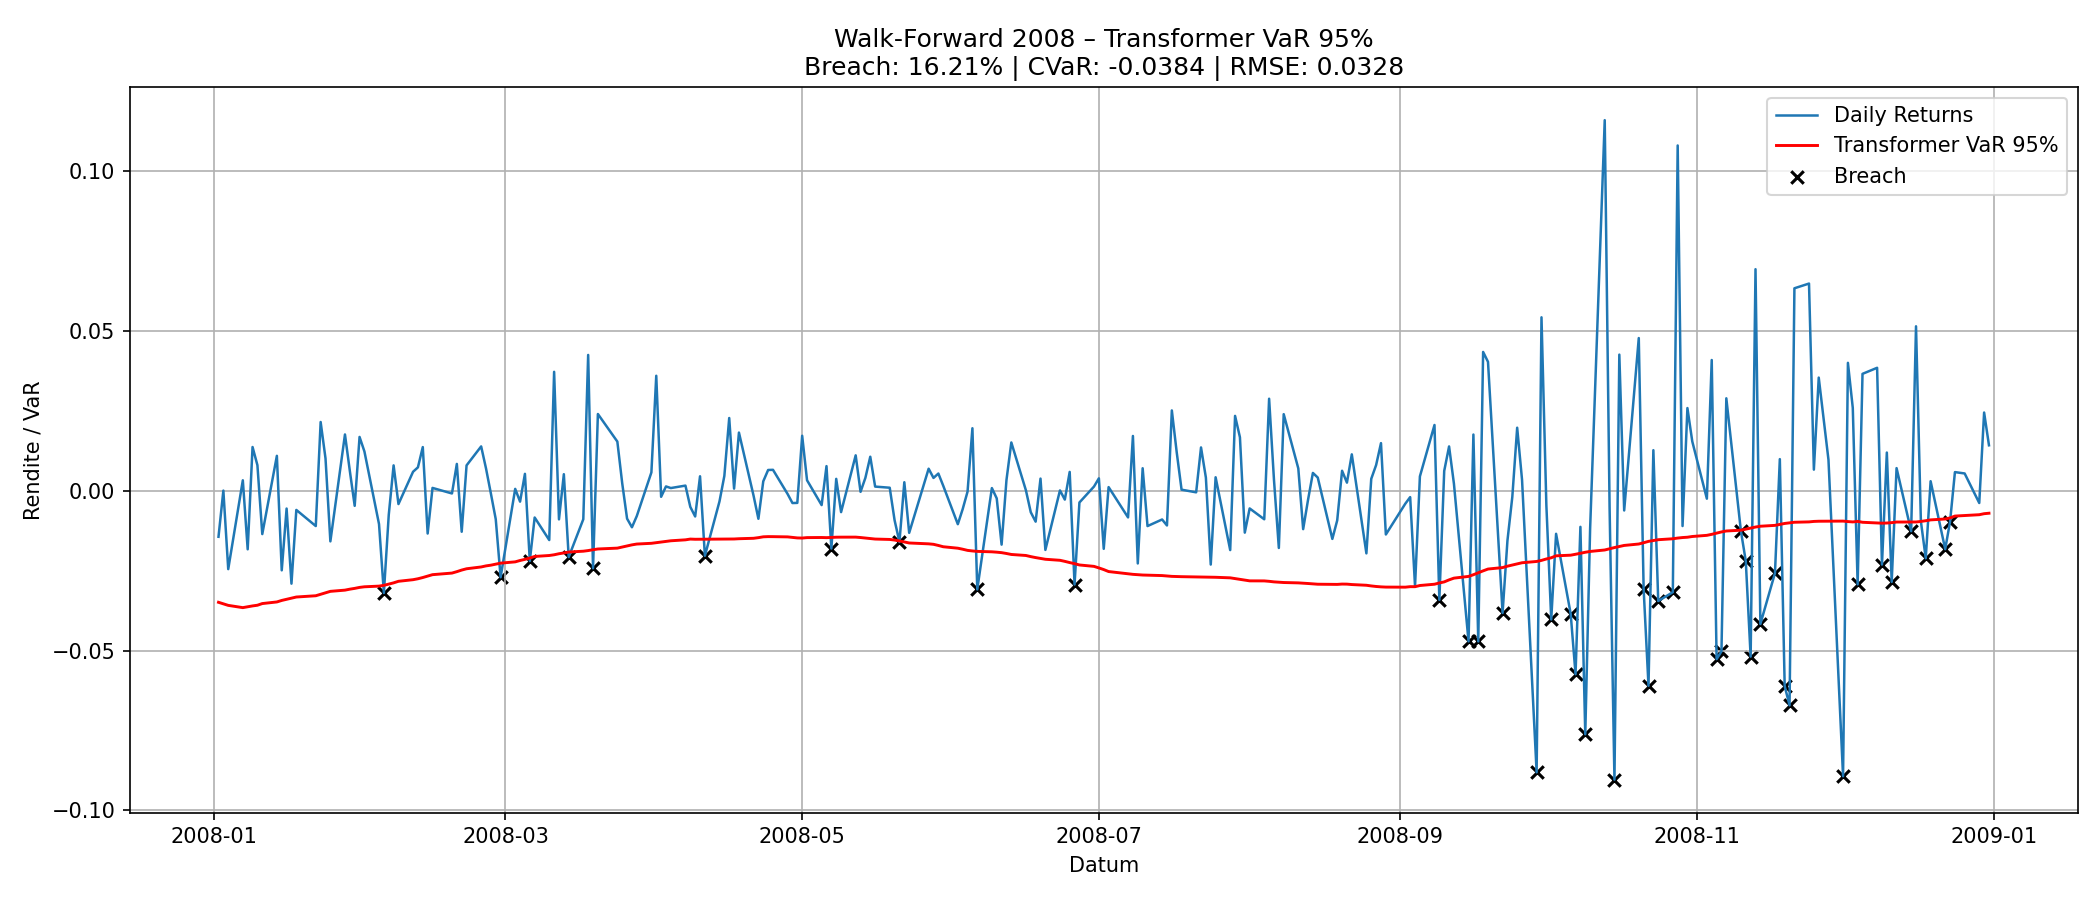 Walk-Forward 2008 – Transformer VaR 95%
Breach: 16.21% | CVaR: -0.0384 | RMSE: 0.0328
Daily Returns
Transformer VaR 95%
Breach
Rendite / VaR
0.10
0.05
0.00
−0.05
−0.10
2008-01
2008-03
2008-05
2008-07
2008-09
2008-11
2009-01
Datum